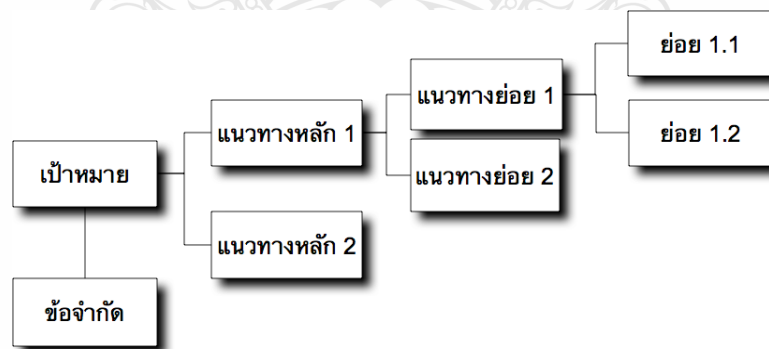 ย่อย 1.1
แนวทางย่อย 1
แนวทางหลัก 1
ย่อย 1.2
เป้าหมาย
แนวทางย่อย 2
แนวทางหลัก 2
ข้อจำกัด